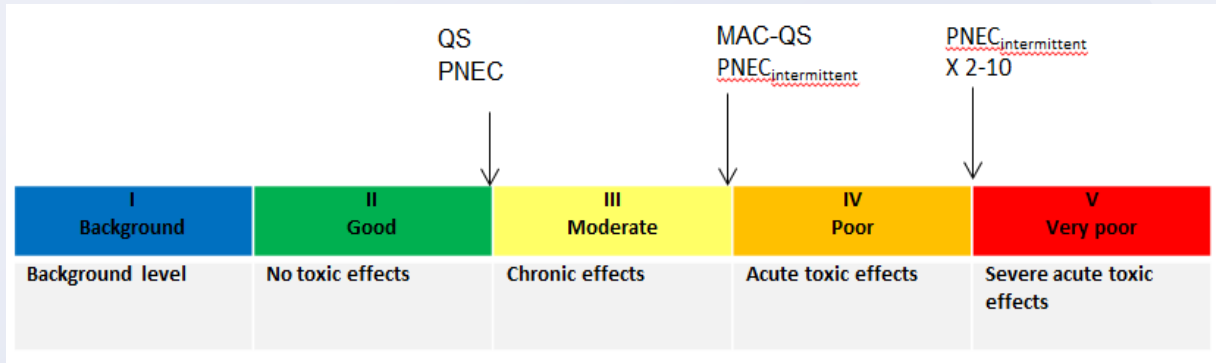 QS
PNEC
MAC-QS
PNECintermittent
PNECintermittent
X 2-10
I
Background
II
Good
III
Moderate
IV
Poor
V
Very poor
Background level
No toxic effects
Chronic effects
Acute toxic effects
Severe acute toxic
effects